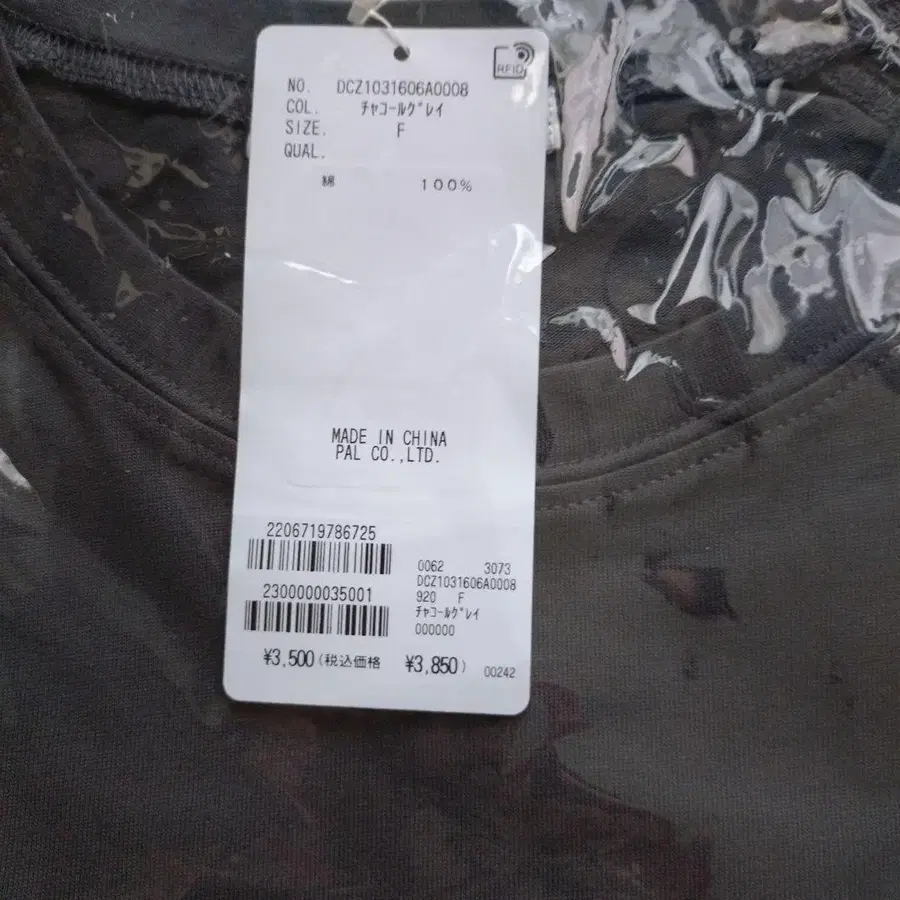 RFID
NO. DCZ1031606A0008
COL. チャコールグレイ
SIZE. F
QUAL.
綿 100%
MADE IN CHINA
PAL CO.,LTD.
2206719786725
2300000035001
0062 3073
DCZ1031606A0008
920 F
チャコールグレイ
000000
¥3,500(税込価格 ¥3,850) 00242